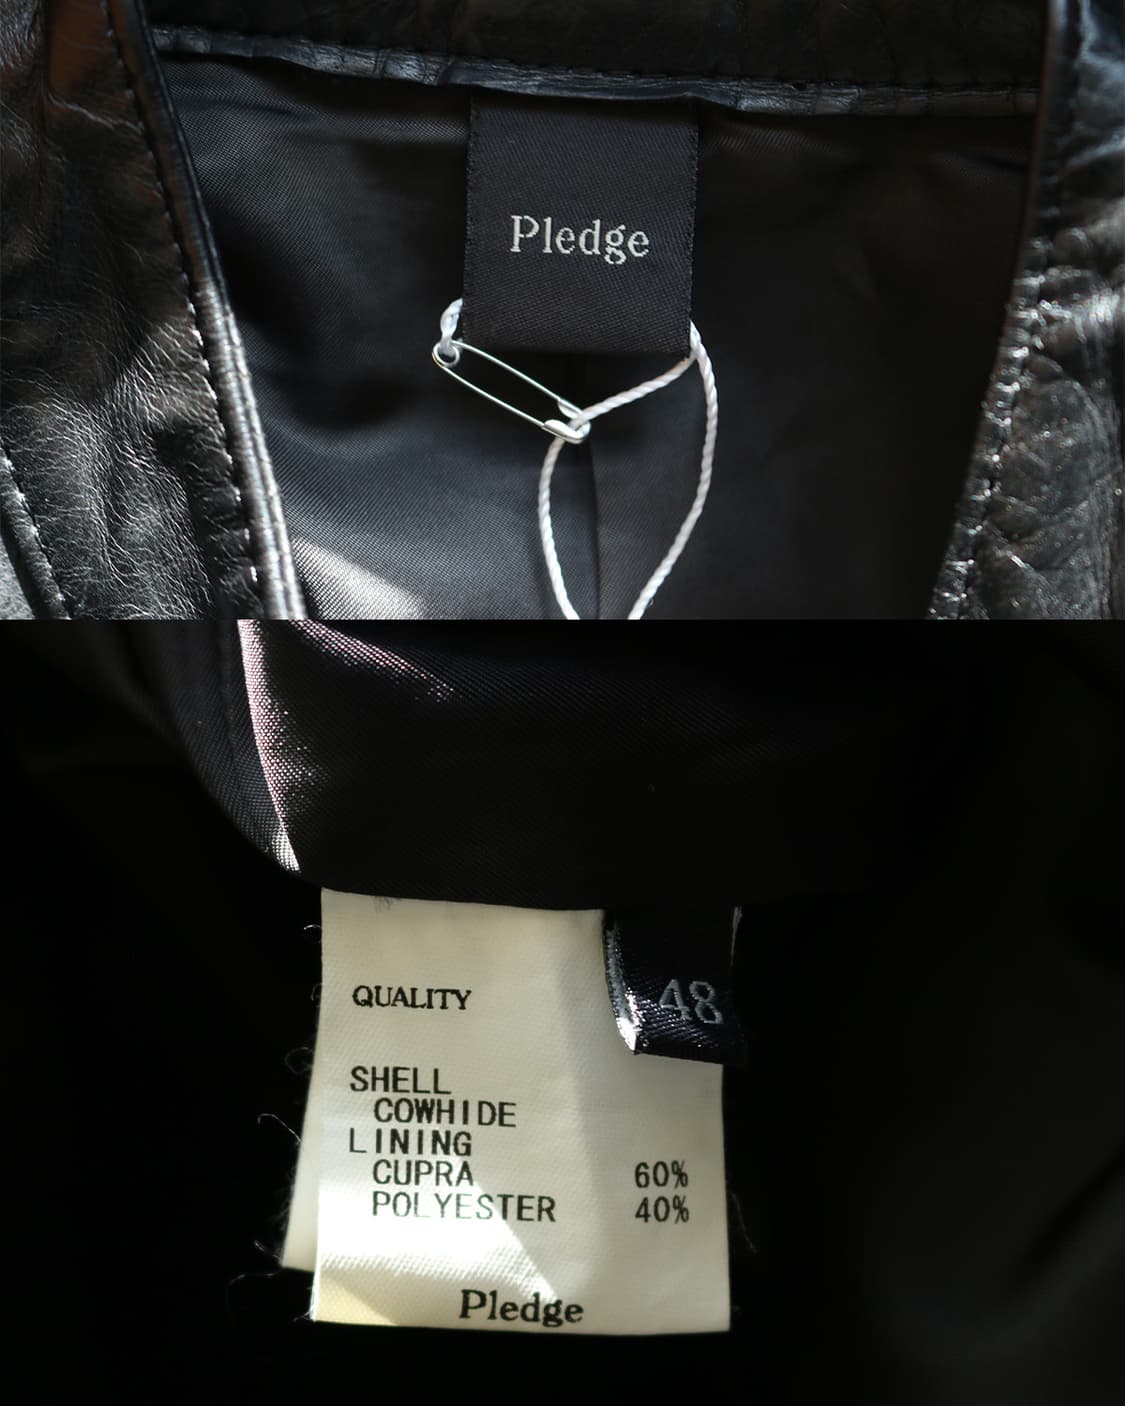 Pledge
48
QUALITY
SHELL
COWHIDE
LINING
CUPRA 60%
POLYESTER 40%
Pledge